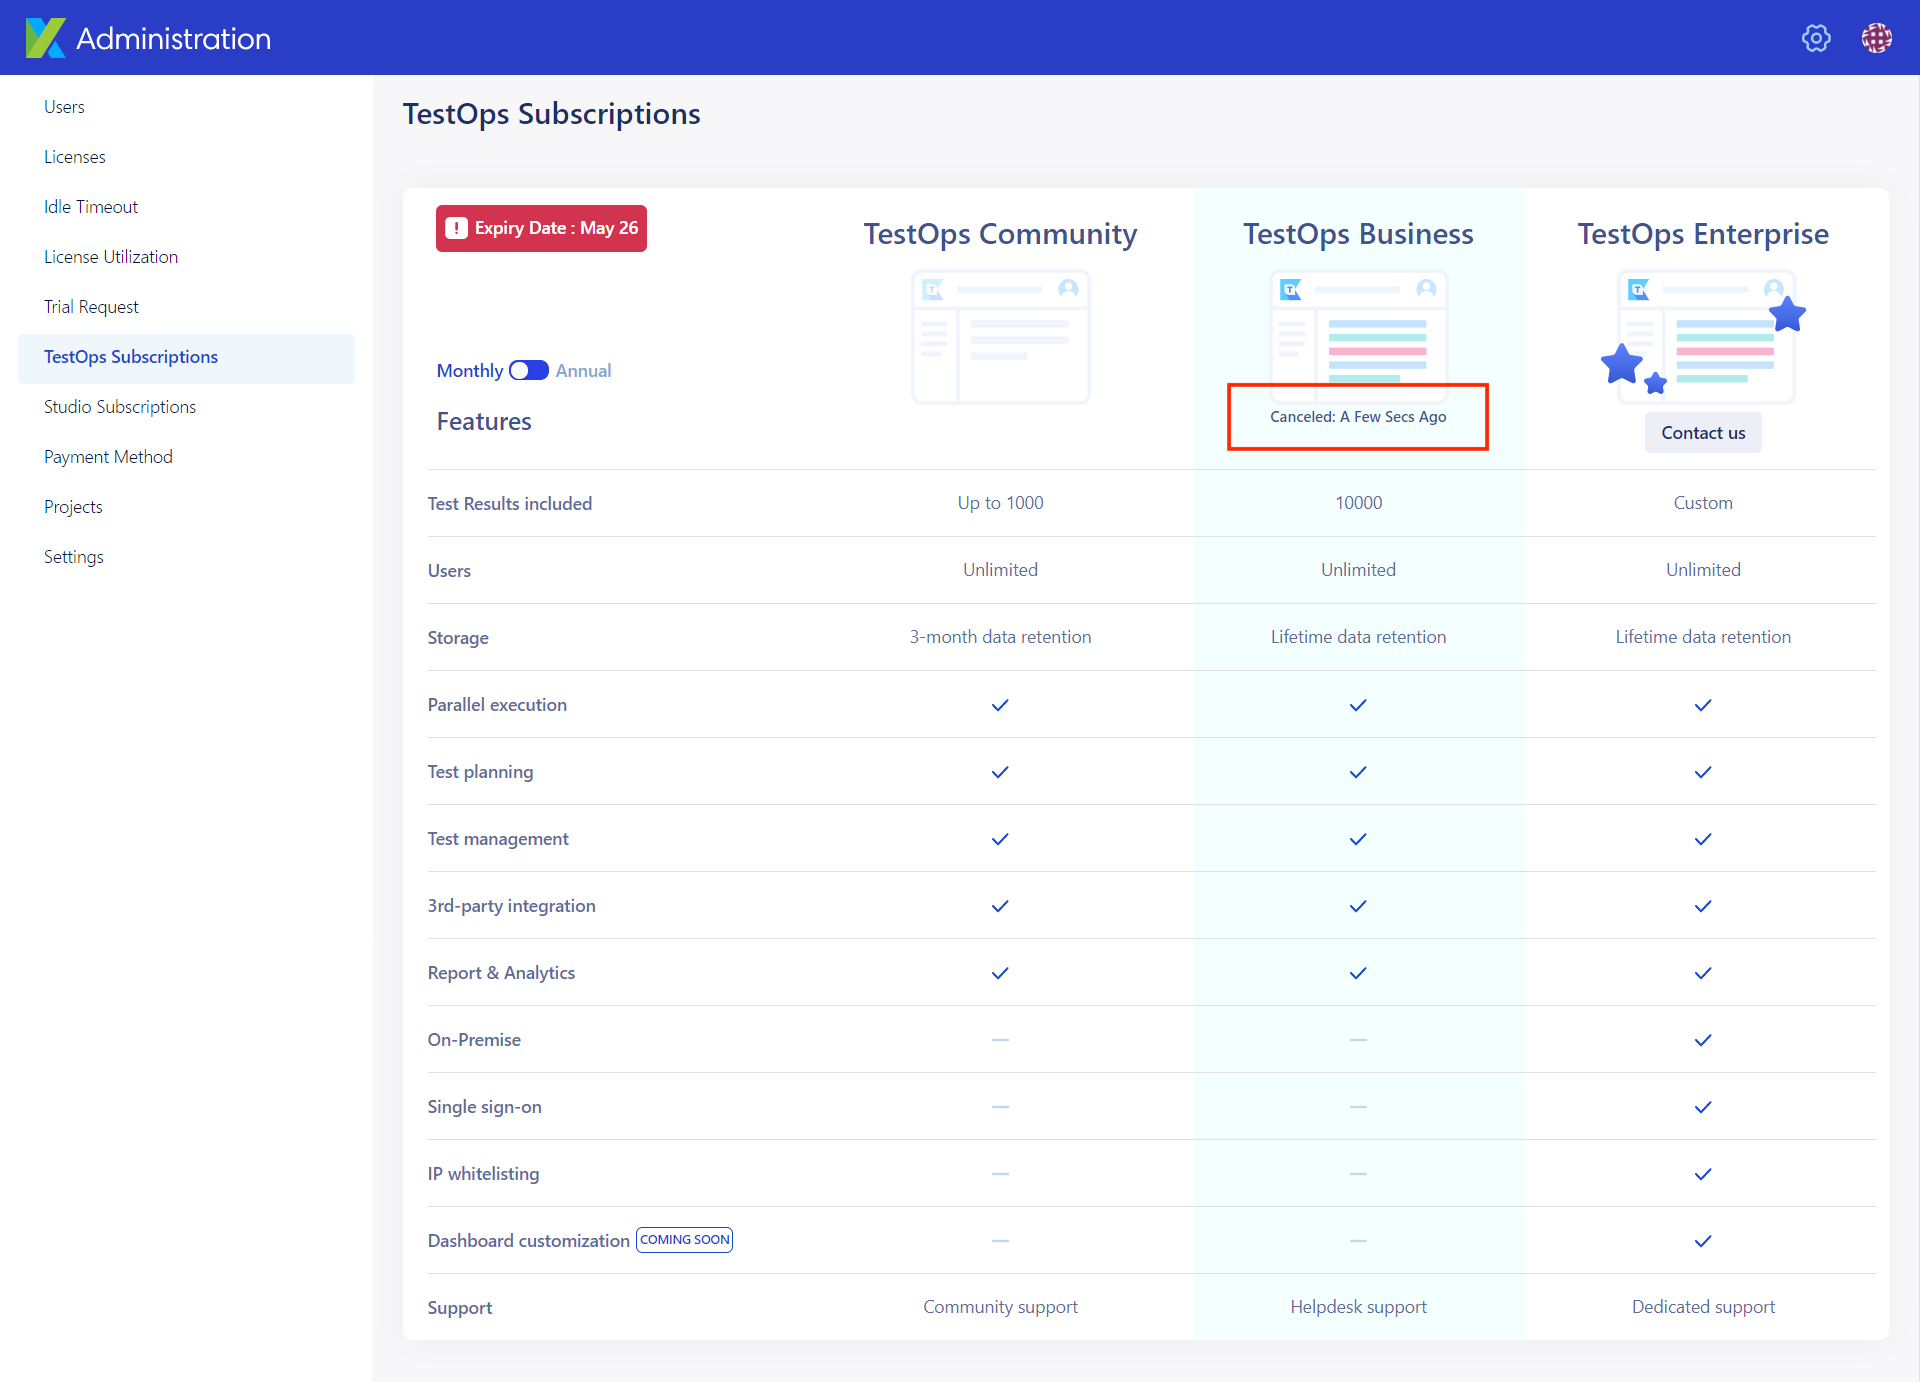 Administration
Users
Licenses
Idle Timeout
License Utilization
Trial Request
TestOps Subscriptions
Studio Subscriptions
Payment Method
Projects
Settings
TestOps Subscriptions
! Expiry Date : May 26
Monthly Annual
Features
TestOps Community
TestOps Business
Canceled: A Few Secs Ago
TestOps Enterprise
Contact us
Test Results included Up to 1000 10000 Custom
Users Unlimited Unlimited Unlimited
Storage 3-month data retention Lifetime data retention Lifetime data retention
Parallel execution
Test planning
Test management
3rd-party integration
Report & Analytics
On-Premise
Single sign-on
IP whitelisting
Dashboard customization COMING SOON
Support Community support Helpdesk support Dedicated support